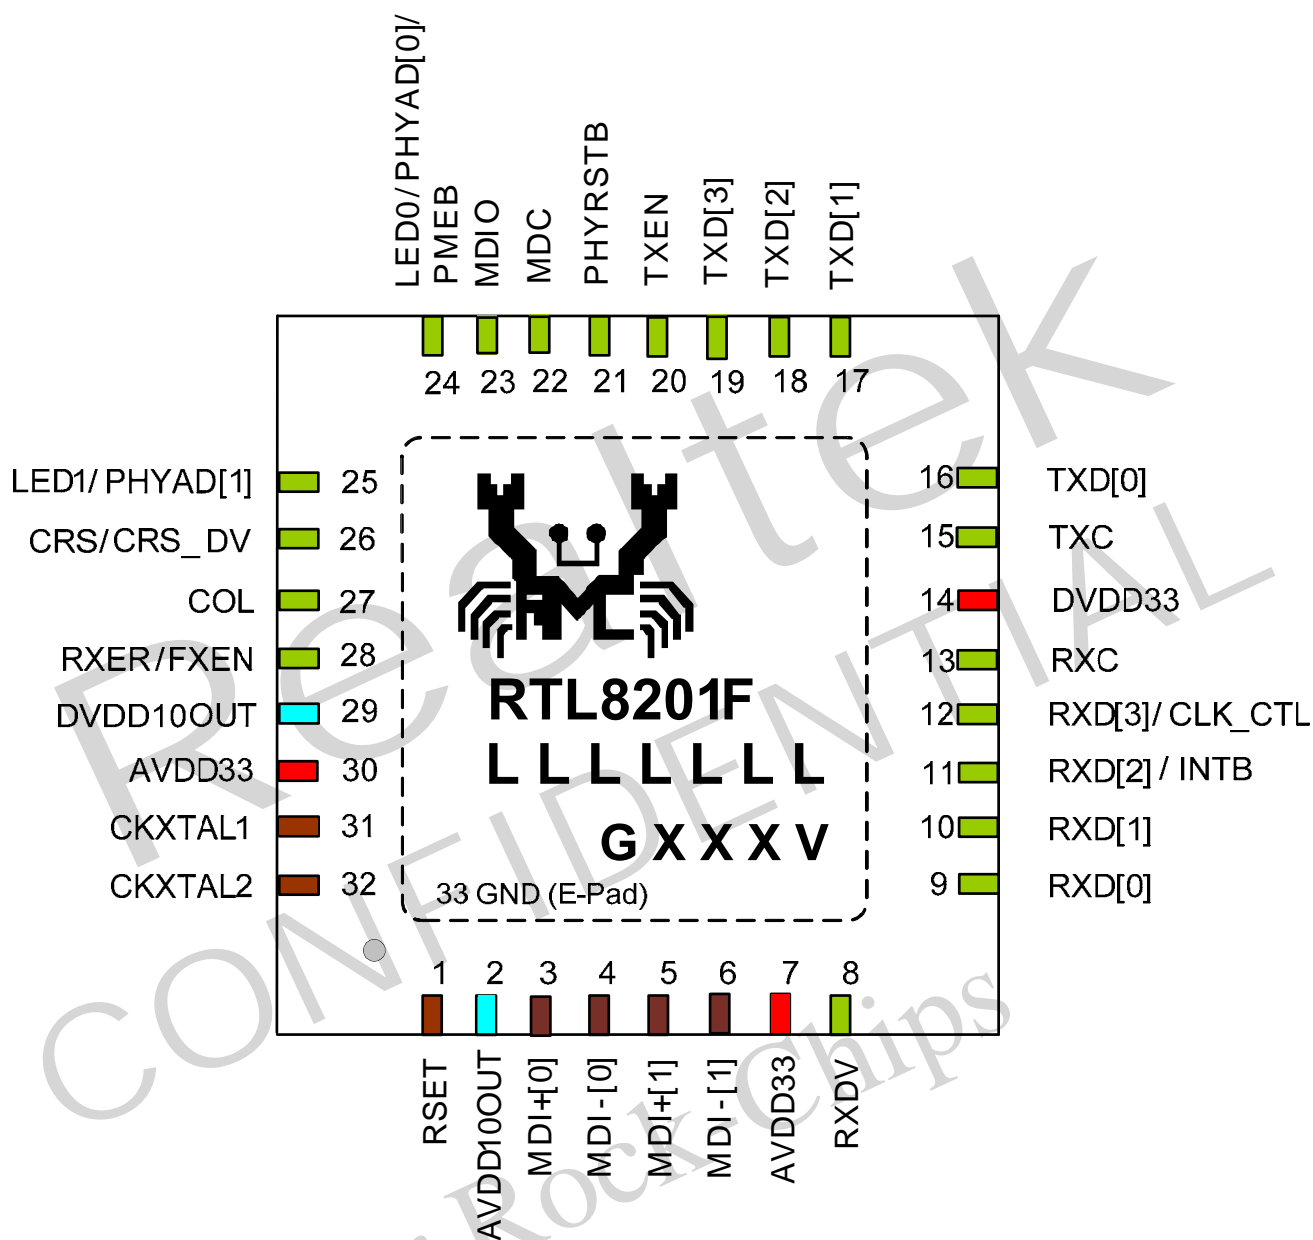 LED0/PHYAD[0]/
PMEB
MDIO
MDC
PHYRSTB
TXEN
TXD[3]
TXD[2]
TXD[1]
24 23 22 21 20 19 18 17
LED1/PHYAD[1] 25
CRS/CRS_DV 26
COL 27
RXER/FXEN 28
DVDD10OUT 29
AVDD33 30
CKXTAL1 31
CKXTAL2 32
16 TXD[0]
15 TXC
14 DVDD33
13 RXC
12 RXD[3]/CLK_CTL
11 RXD[2]/INTB
10 RXD[1]
9 RXD[0]
RTL8201F
LLLLLLL
GXXXV
33 GND (E-Pad)
1 2 3 4 5 6 7 8
RSET
AVDD10OUT
MDI+[0]
MDI-[0]
MDI+[1]
MDI-[1]
AVDD33
RXDV
Realtek
CONFIDENTIAL
Rock-Chips